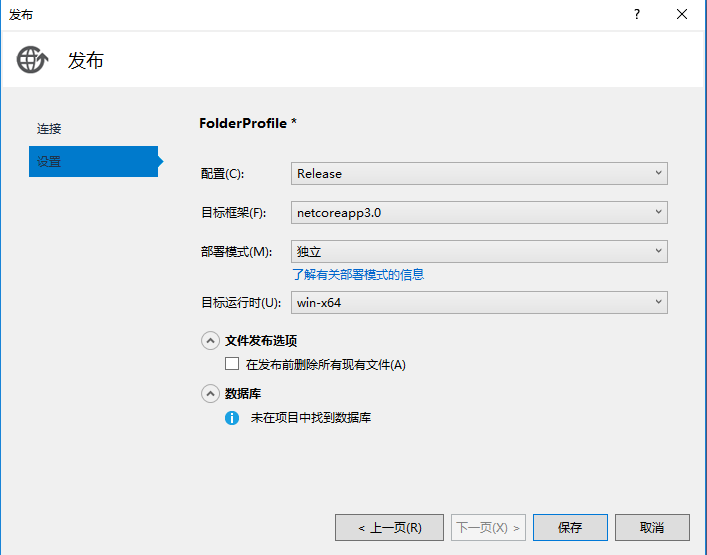 发布
?
发布
连接
设置
FolderProfile *
配置(C): Release
目标框架(F): netcoreapp3.0
部署模式(M): 独立
了解有关部署模式的信息
目标运行时(U): win-x64
文件发布选项
在发布前删除所有现有文件(A)
数据库
未在项目中找到数据库
< 上一页(R) 下一页(X) > 保存 取消